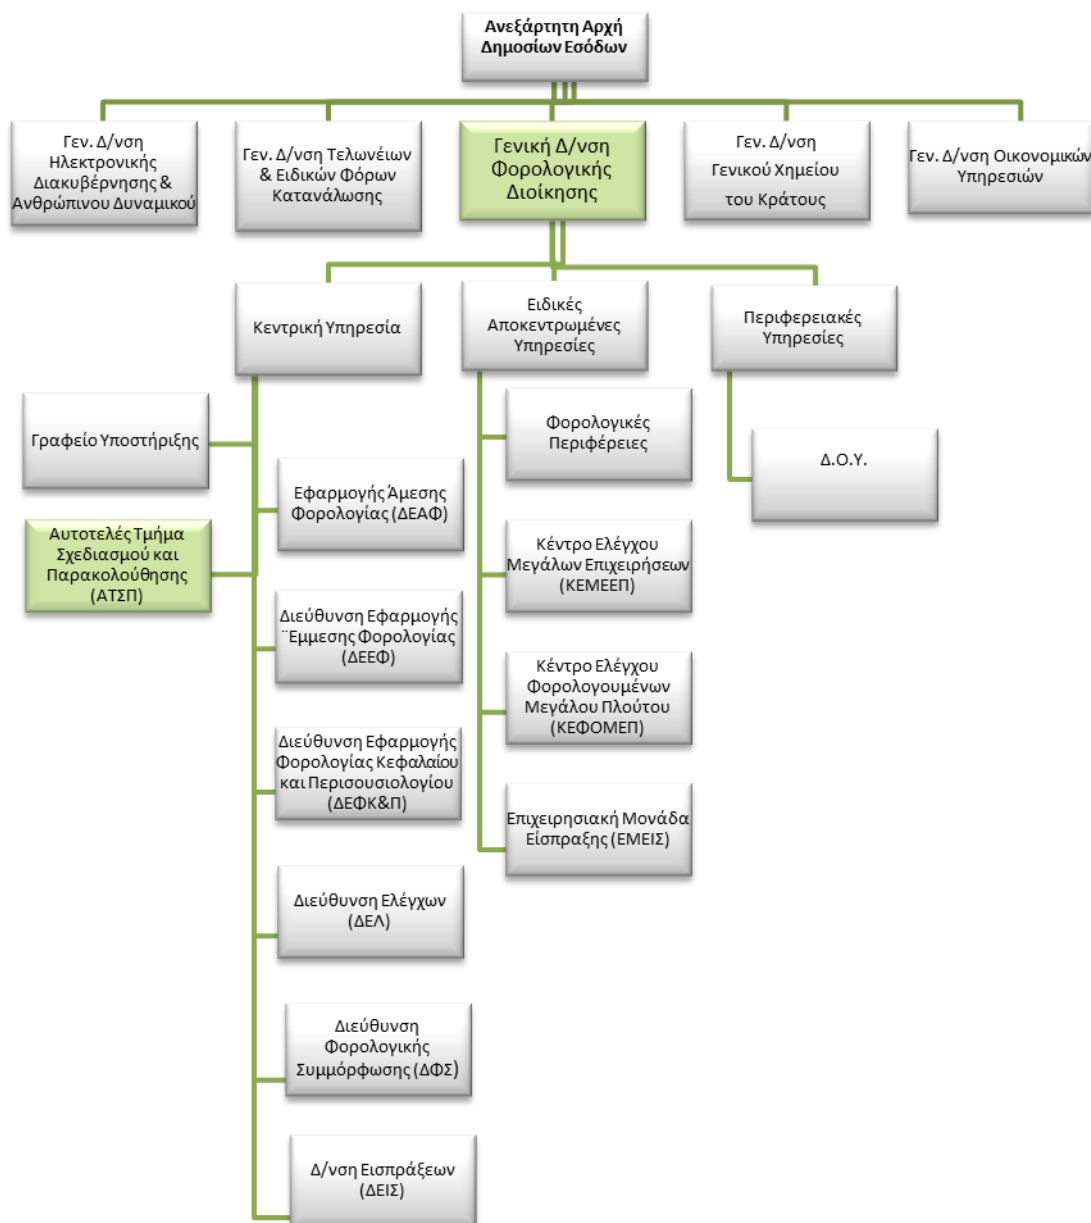 Ανεξάρτητη Αρχή
Δημοσίων Εσόδων
Γεν. Δ/νση
Ηλεκτρονικής
Διακυβέρνησης &
Ανθρώπινου Δυναμικού
Γεν. Δ/νση Τελωνέιων
& Ειδικών Φόρων
Κατανάλωσης
Γενική Δ/νση
Φορολογικής
Διοίκησης
Γεν. Δ/νση
Γενικού Χημείου
του Κράτους
Γεν. Δ/νση Οικονομικών
Υπηρεσιών
Κεντρική Υπηρεσία
Ειδικές
Αποκεντρωμένες
Υπηρεσίες
Περιφερειακές
Υπηρεσίες
Γραφείο Υποστήριξης
Αυτοτελές Τμήμα
Σχεδιασμού και
Παρακολούθησης
(ΑΤΣΠ)
Εφαρμογής Άμεσης
Φορολογίας (ΔΕΑΦ)
Διεύθυνση Εφαρμογής
¨Εμμεσης Φορολογίας
(ΔΕΕΦ)
Διεύθυνση Εφαρμογής
Φορολογίας Κεφαλαίου
και Περισουσιολογίου
(ΔΕΦΚ&Π)
Διεύθυνση Ελέγχων
(ΔΕΛ)
Διεύθυνση
Φορολογικής
Συμμόρφωσης (ΔΦΣ)
Δ/νση Εισπράξεων
(ΔΕΙΣ)
Φορολογικές
Περιφέρειες
Κέντρο Ελέγχου
Μεγάλων Επιχειρήσεων
(ΚΕΜΕΕΠ)
Κέντρο Ελέγχου
Φορολογουμένων
Μεγάλου Πλούτου
(ΚΕΦΟΜΕΠ)
Επιχειρησιακή Μονάδα
Είσπραξης (ΕΜΕΙΣ)
Δ.Ο.Υ.